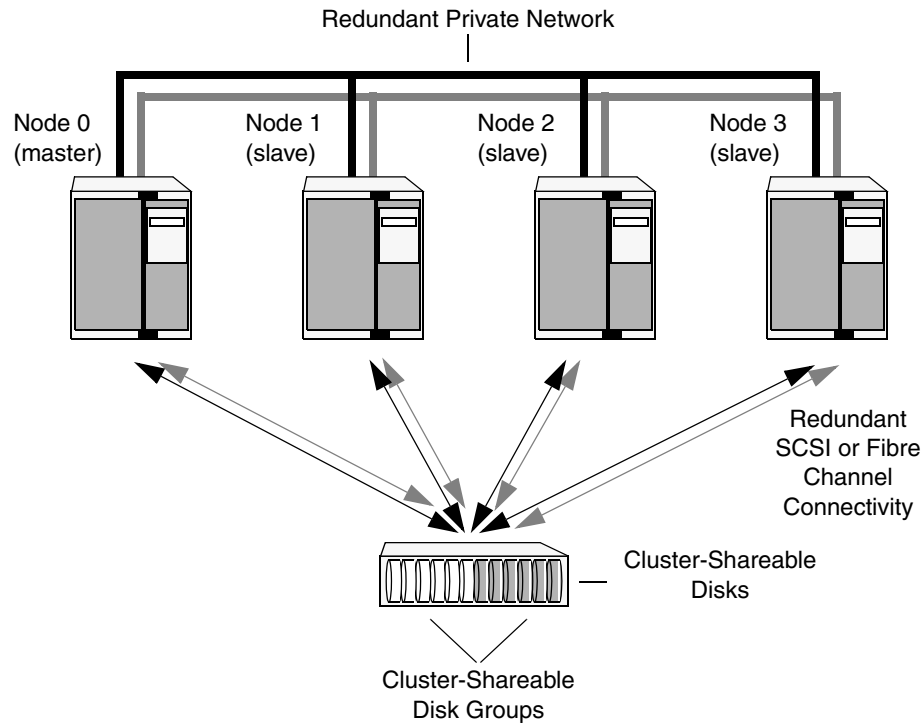 Redundant Private Network
Node 0
(master)
Node 1
(slave)
Node 2
(slave)
Node 3
(slave)
Redundant
SCSI or Fibre
Channel
Connectivity
Cluster-Shareable
Disks
Cluster-Shareable
Disk Groups